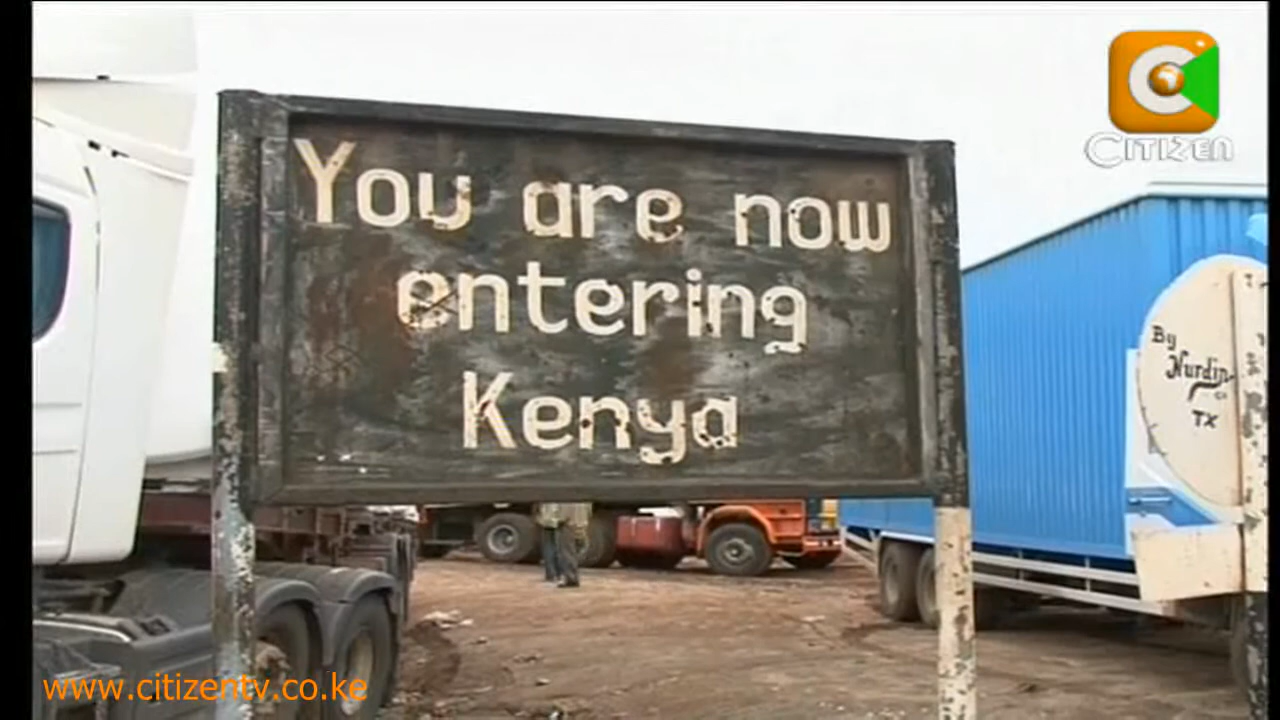 You are now
entering
Kenya
CITIZEN
By
Nurdin
TX
www.citizentv.co.ke